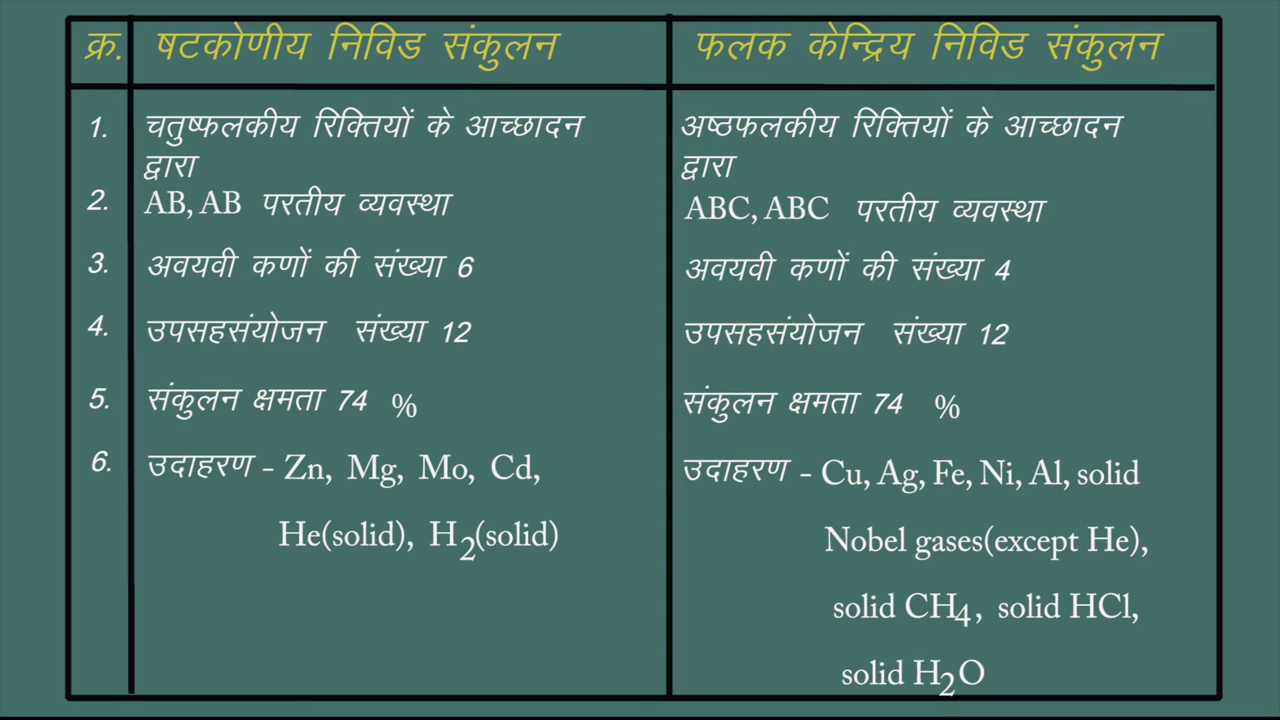 क्र. षटकोणीय निविड संकुलन फलक केन्द्रिय निविड संकुलन
1. चतुष्फलकीय रिक्तियों के आच्छादन अष्ठफलकीय रिक्तियों के आच्छादन
द्वारा द्वारा
2. AB, AB परतीय व्यवस्था ABC, ABC परतीय व्यवस्था
3. अवयवी कणों की संख्या 6 अवयवी कणों की संख्या 4
4. उपसहसंयोजन संख्या 12 उपसहसंयोजन संख्या 12
5. संकुलन क्षमता 74 % संकुलन क्षमता 74 %
6. उदाहरण - Zn, Mg, Mo, Cd, उदाहरण - Cu, Ag, Fe, Ni, Al, solid
He(solid), H2(solid) Nobel gases(except He),
solid CH4, solid HCl,
solid H2O